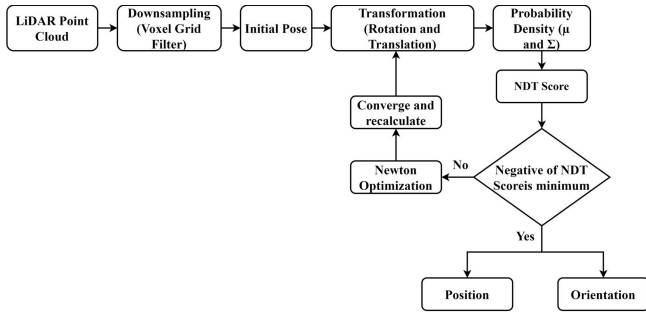 LiDAR Point
Cloud
Downsampling
(Voxel Grid
Filter)
Initial Pose
Transformation
(Rotation and
Translation)
Probability
Density (μ
and Σ)
NDT Score
Converge and
recalculate
Negative of NDT
Scoreis minimum
No
Newton
Optimization
Yes
Position
Orientation